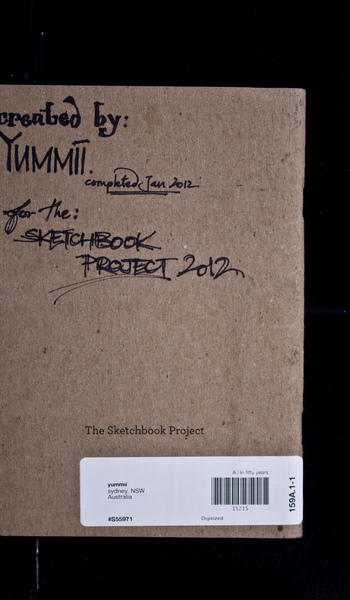 created by:
YUMMII.
completed Jan 2012
for the:
SKETCHBOOK
PROJECT 2012
The Sketchbook Project
A / In fifty years
yummii
sydney, NSW
Australia
15215
159A.1-1
#S55971
Digitized